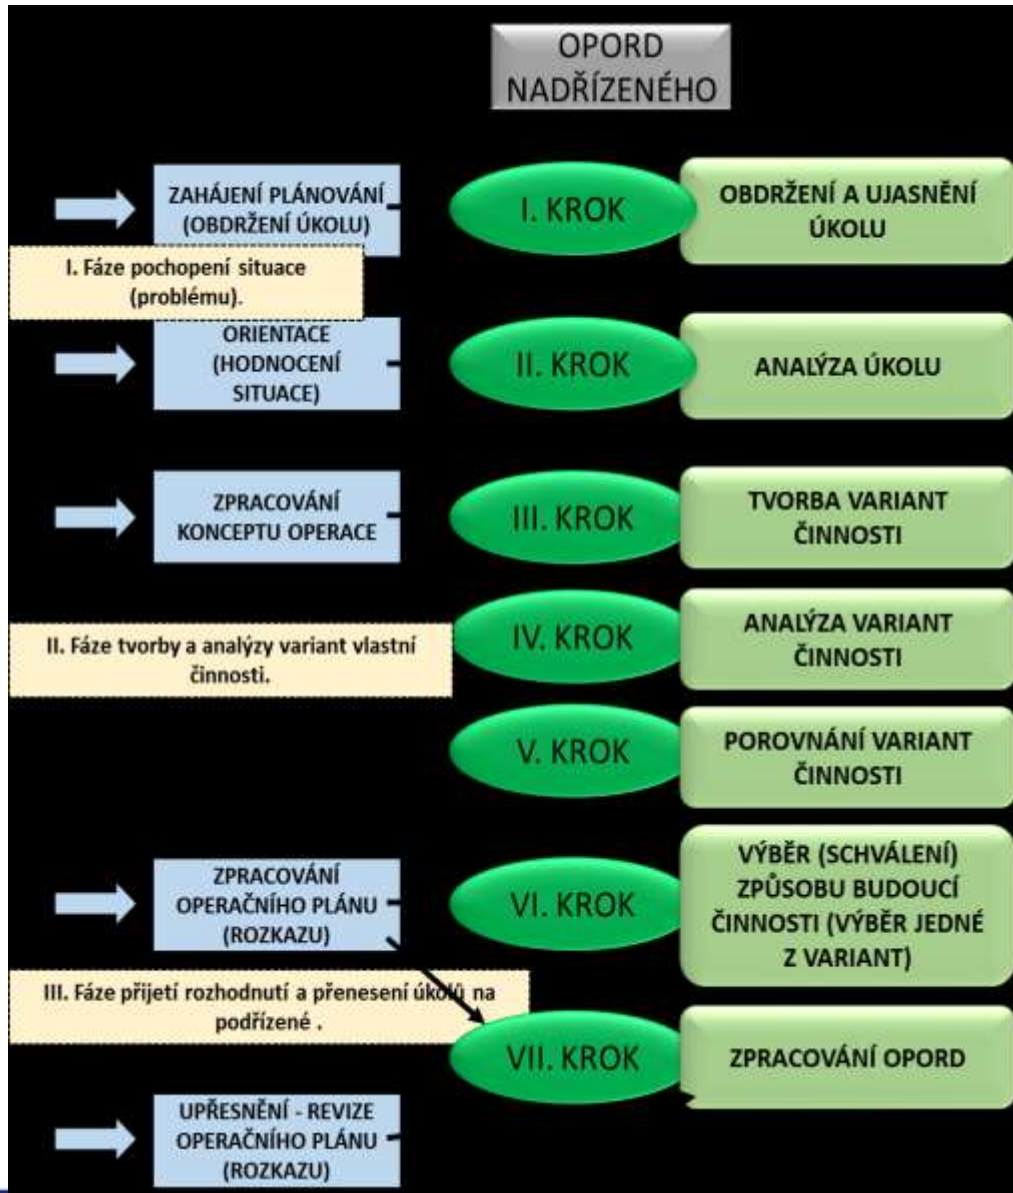 OPORD
NADŘÍZENÉHO
ZAHÁJENÍ PLÁNOVÁNÍ
(OBDRŽENÍ ÚKOLU)
I. KROK
OBDRŽENÍ A UJASNĚNÍ
ÚKOLU
I. Fáze pochopení situace
(problému).
ORIENTACE
(HODNOCENÍ
SITUACE)
II. KROK
ANALÝZA ÚKOLU
ZPRACOVÁNÍ
KONCEPTU OPERACE
III. KROK
TVORBA VARIANT
ČINNOSTI
II. Fáze tvorby a analýzy variant vlastní
činnosti.
IV. KROK
ANALÝZA VARIANT
ČINNOSTI
V. KROK
POROVNÁNÍ VARIANT
ČINNOSTI
ZPRACOVÁNÍ
OPERAČNÍHO PLÁNU
(ROZKAZU)
VI. KROK
VÝBĚR (SCHVÁLENÍ)
ZPŮSOBU BUDOUCÍ
ČINNOSTI (VÝBĚR JEDNÉ
Z VARIANT)
III. Fáze přijetí rozhodnutí a přenesení úkolů na
podřízené .
VII. KROK
ZPRACOVÁNÍ OPORD
UPŘESNĚNÍ - REVIZE
OPERAČNÍHO PLÁNU
(ROZKAZU)